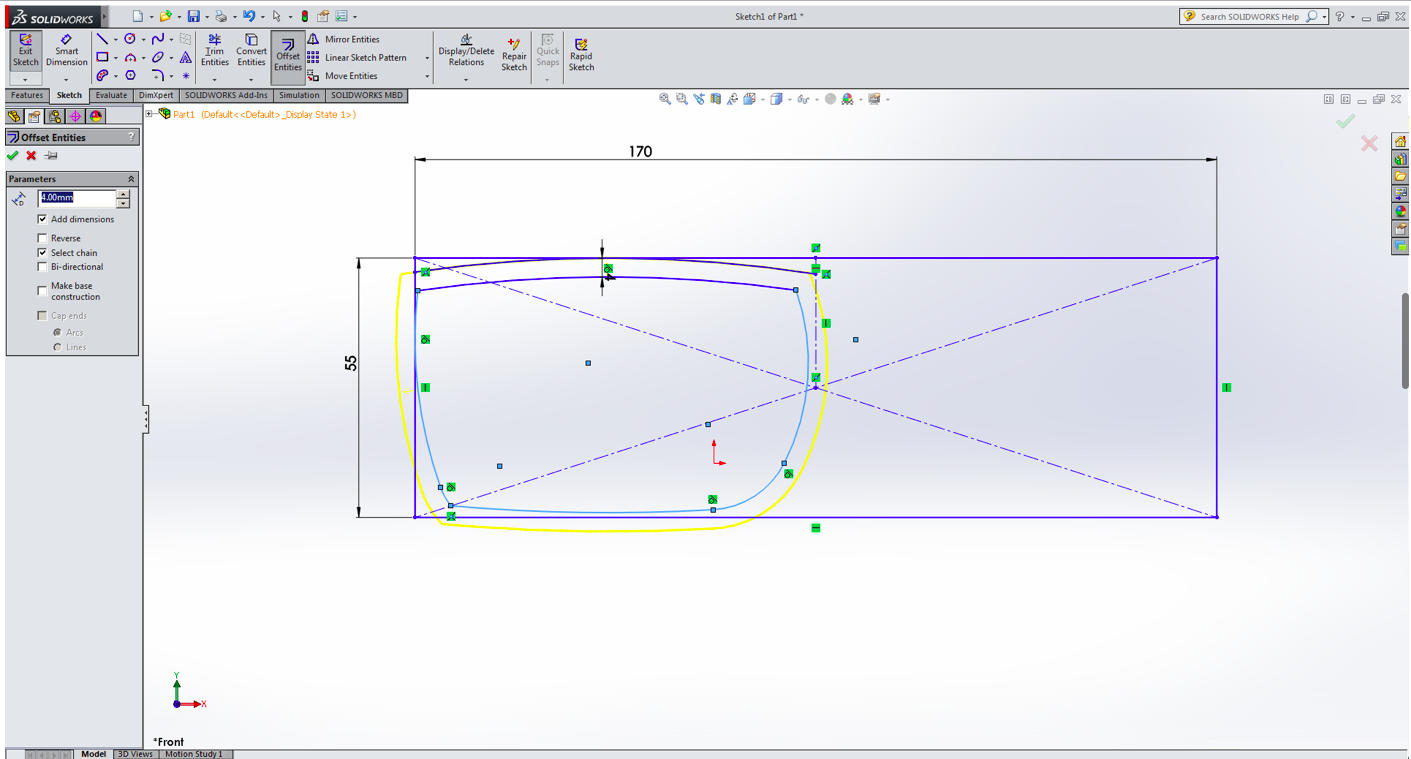 SOLIDWORKS
Sketch1 of Part1 *
Search SOLIDWORKS Help
Exit Sketch
Smart Dimension
Trim Entities
Convert Entities
Offset Entities
Mirror Entities
Linear Sketch Pattern
Move Entities
Display/Delete Relations
Repair Sketch
Quick Snaps
Rapid Sketch
Features Sketch Evaluate DimXpert SOLIDWORKS Add-Ins Simulation SOLIDWORKS MBD
Part1 (Default<<Default>_Display State 1>)
Offset Entities ?
Parameters
4.00mm
Add dimensions
Reverse
Select chain
Bi-directional
Make base
construction
Cap ends
Arcs
Lines
170
55
Y
X
*Front
Model 3D Views Motion Study 1